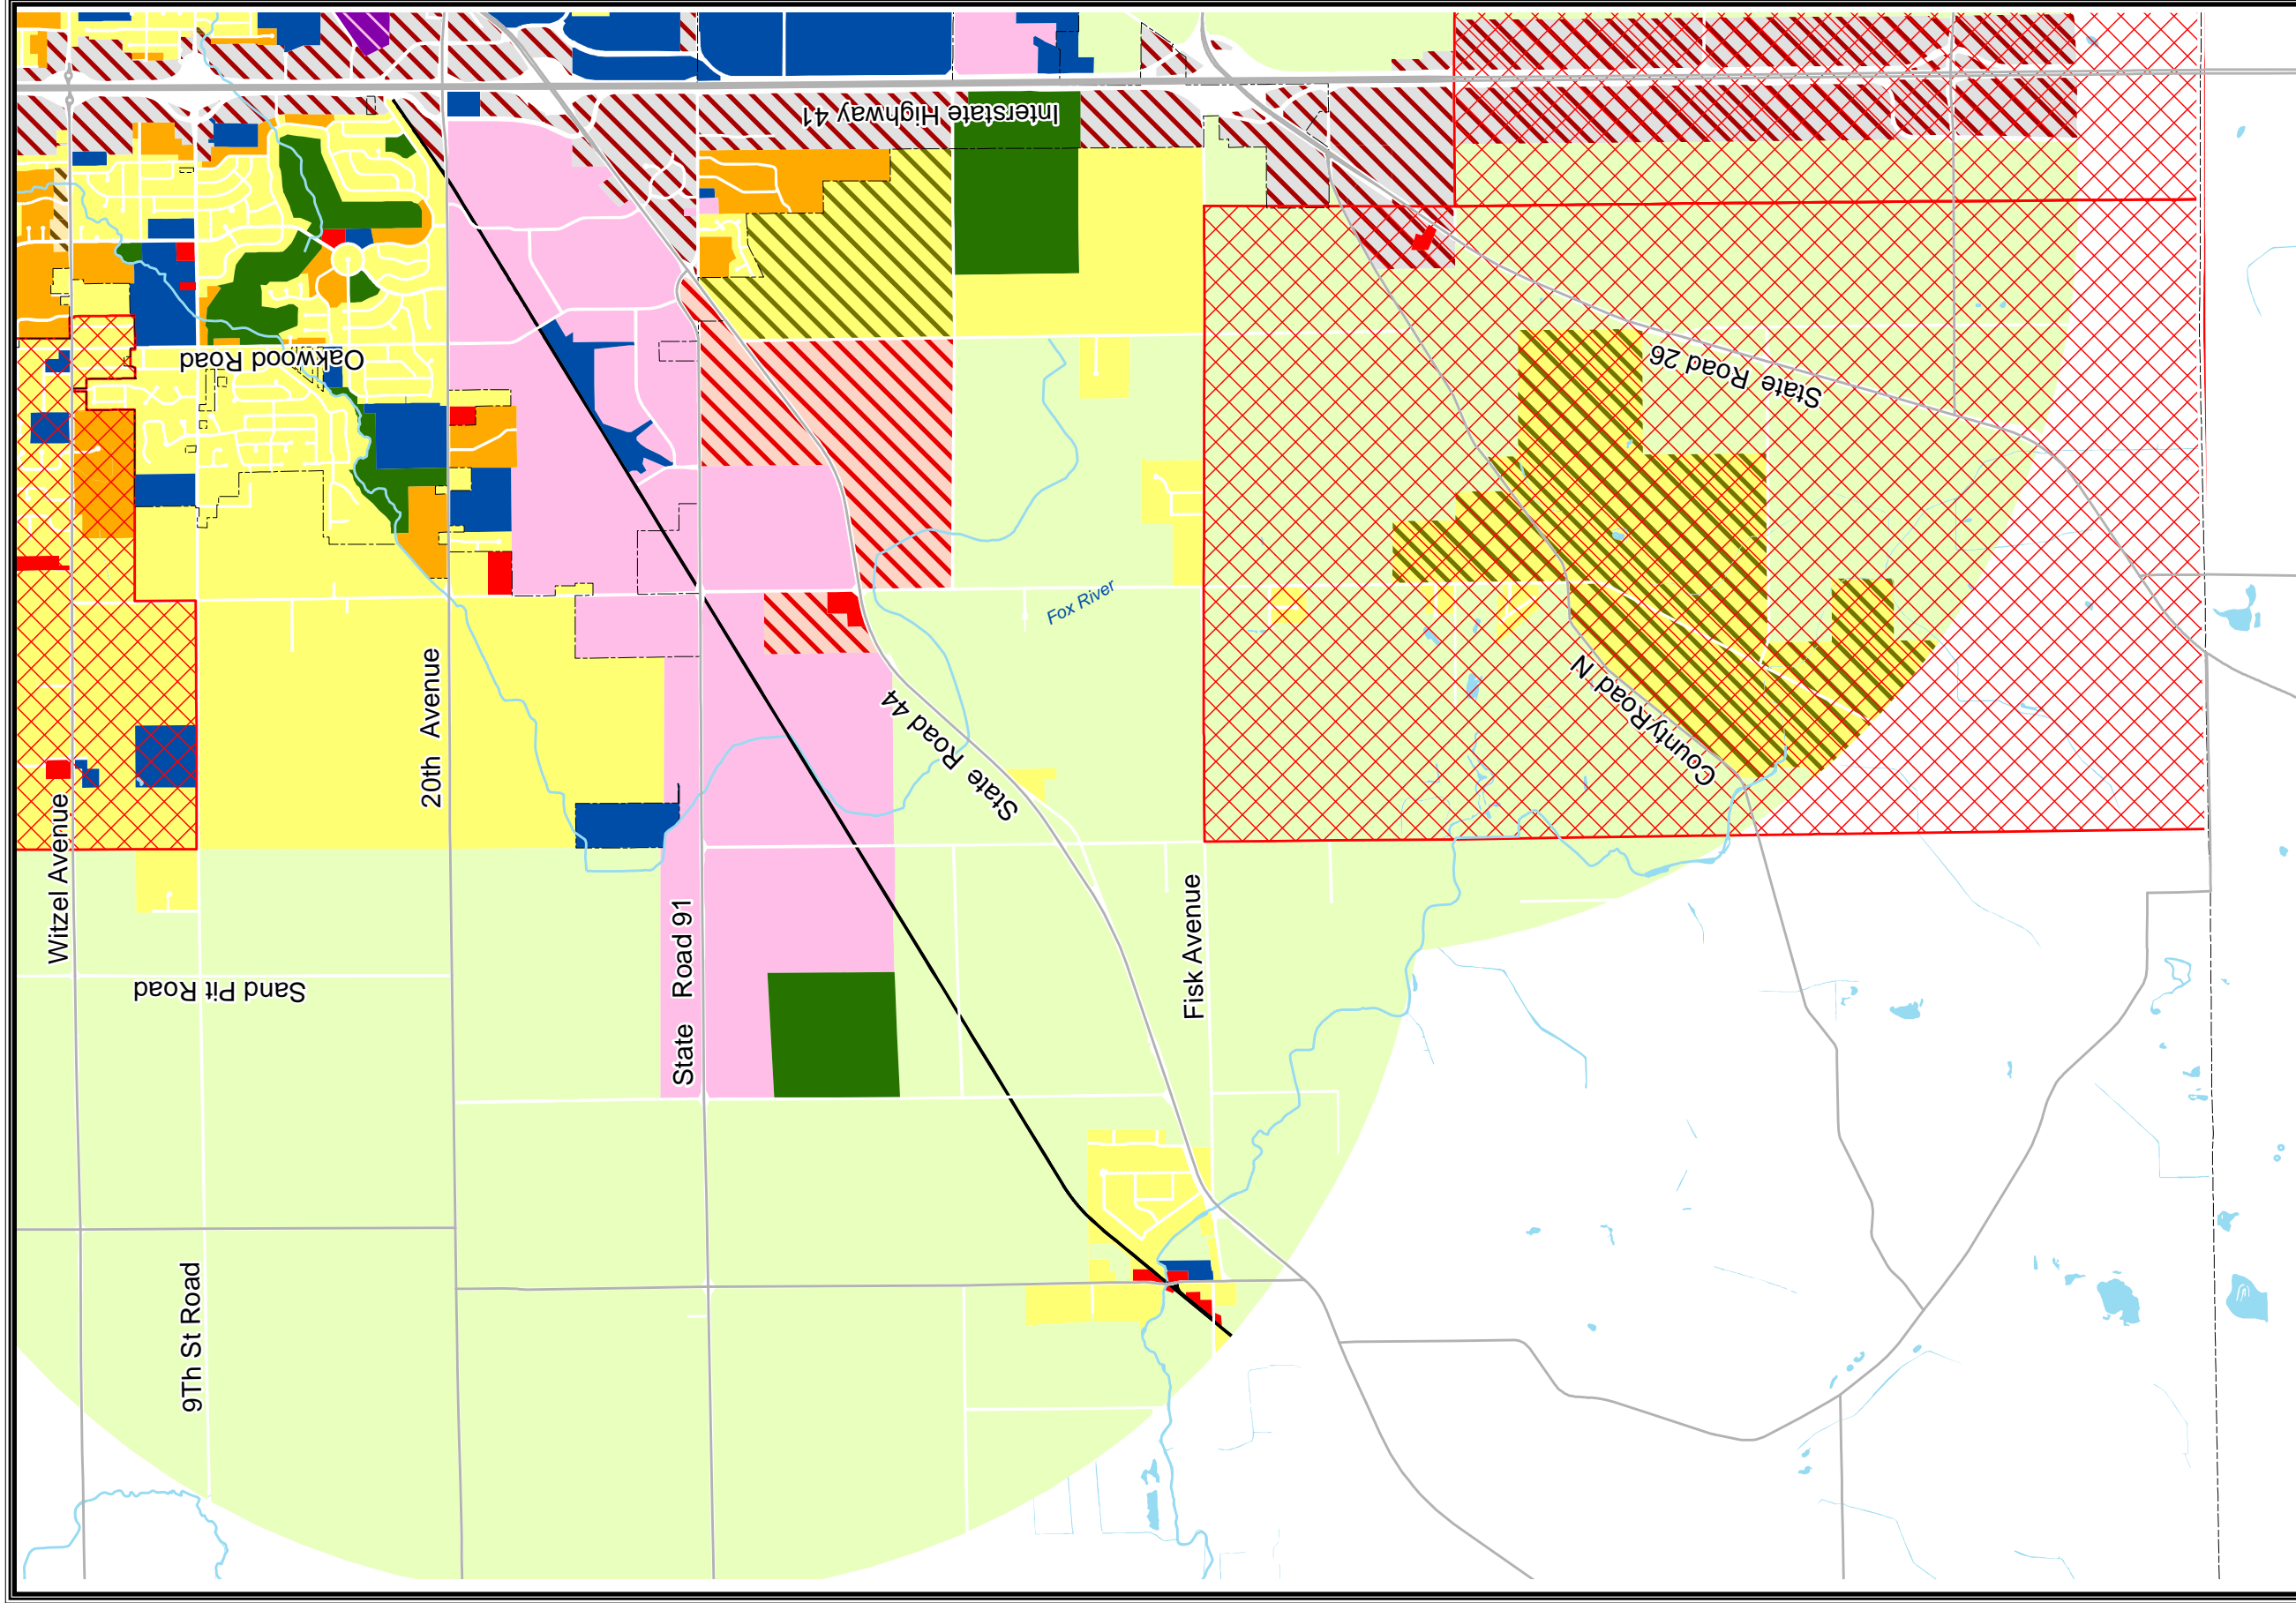 Interstate Highway 41
Oakwood Road
State Road 26
Fox River
20th Avenue
State Road 44
County Road N
Witzel Avenue
State Road 91
Fisk Avenue
Sand Pit Road
9Th St Road